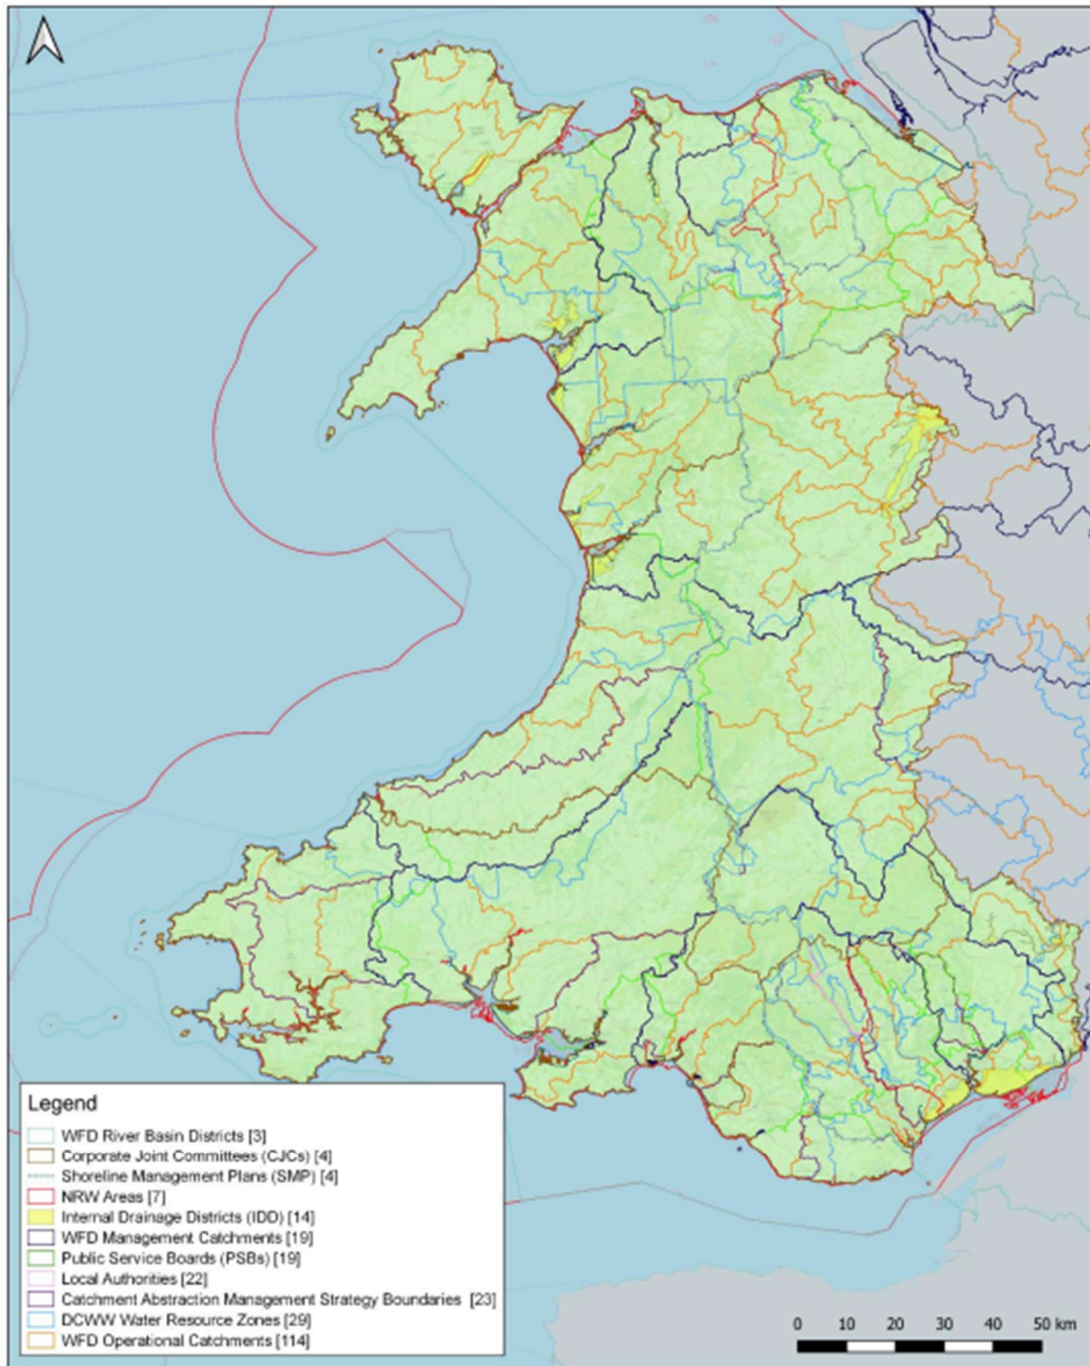 Legend
WFD River Basin Districts [3]
Corporate Joint Committees (CJCs) [4]
Shoreline Management Plans (SMP) [4]
NRW Areas [7]
Internal Drainage Districts (IDD) [14]
WFD Management Catchments [19]
Public Service Boards (PSBs) [19]
Local Authorities [22]
Catchment Abstraction Management Strategy Boundaries [23]
DCWW Water Resource Zones [29]
WFD Operational Catchments [114]
0 10 20 30 40 50 km